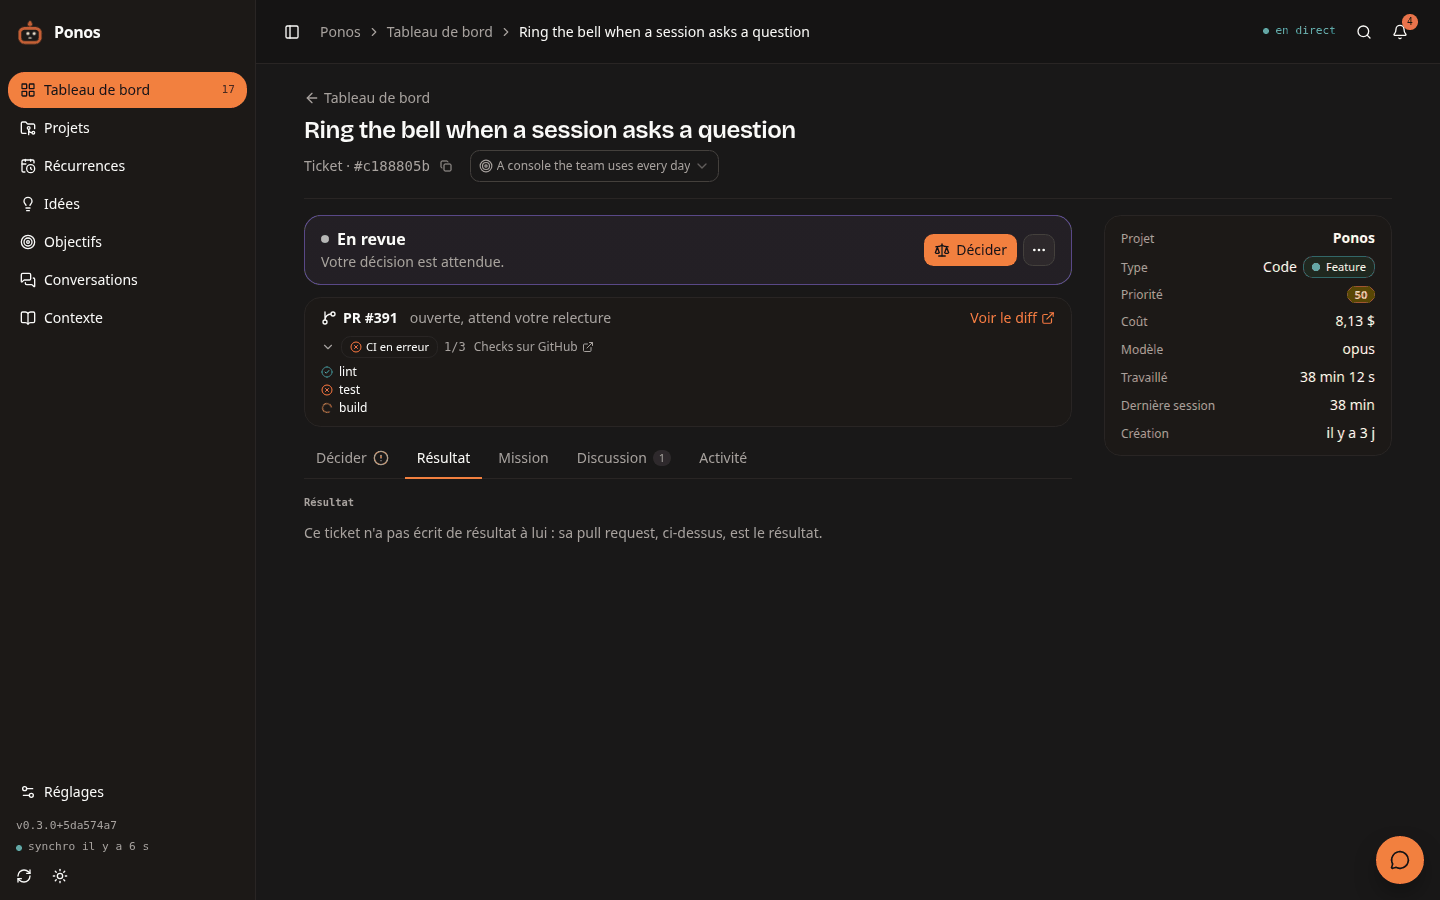 Ponos
Tableau de bord 17
Projets
Récurrences
Idées
Objectifs
Conversations
Contexte
Réglages
v0.3.0+5da574a7
synchro il y a 6 s
Ponos > Tableau de bord > Ring the bell when a session asks a question
en direct
4
Tableau de bord
Ring the bell when a session asks a question
Ticket · #c188805b
A console the team uses every day
En revue
Votre décision est attendue.
Décider
PR #391 ouverte, attend votre relecture
Voir le diff
CI en erreur 1/3 Checks sur GitHub
lint
test
build
Décider Résultat Mission Discussion 1 Activité
Résultat
Ce ticket n'a pas écrit de résultat à lui : sa pull request, ci-dessus, est le résultat.
Projet Ponos
Type Code Feature
Priorité 50
Coût 8,13 $
Modèle opus
Travaillé 38 min 12 s
Dernière session 38 min
Création il y a 3 j